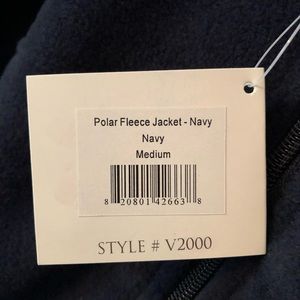 Polar Fleece Jacket - Navy
Navy
Medium
8 20801 42663 8
STYLE # V2000